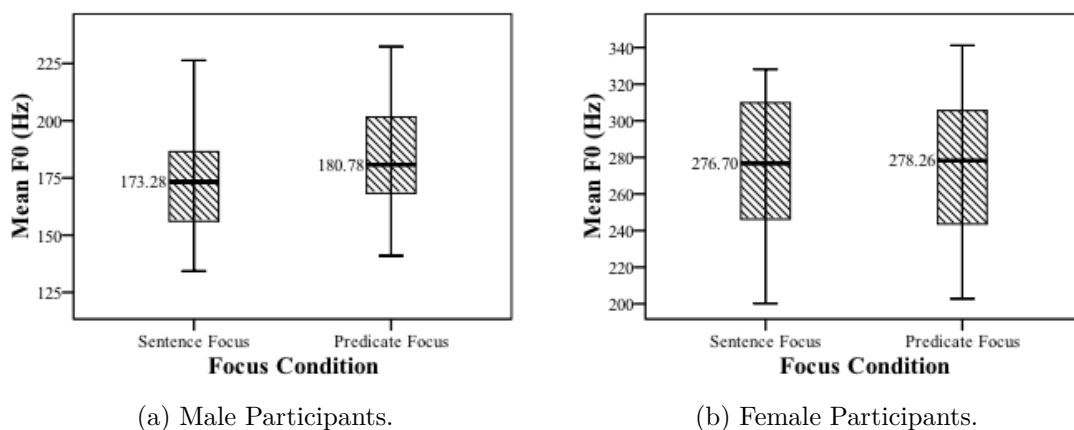 Mean F0 (Hz)
225
200
175
150
125
173.28
180.78
Sentence Focus
Predicate Focus
Focus Condition
(a) Male Participants.
Mean F0 (Hz)
340
320
300
280
260
240
220
200
276.70
278.26
Sentence Focus
Predicate Focus
Focus Condition
(b) Female Participants.